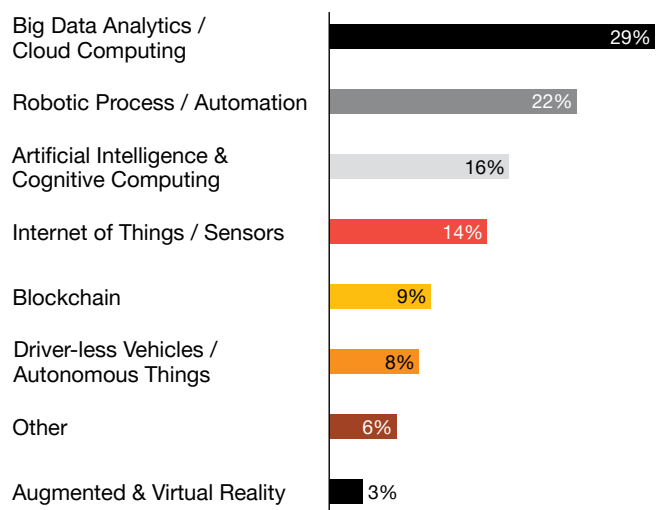 Big Data Analytics /
Cloud Computing
29%
Robotic Process / Automation
22%
Artificial Intelligence &
Cognitive Computing
16%
Internet of Things / Sensors
14%
Blockchain
9%
Driver-less Vehicles /
Autonomous Things
8%
Other
6%
Augmented & Virtual Reality
3%